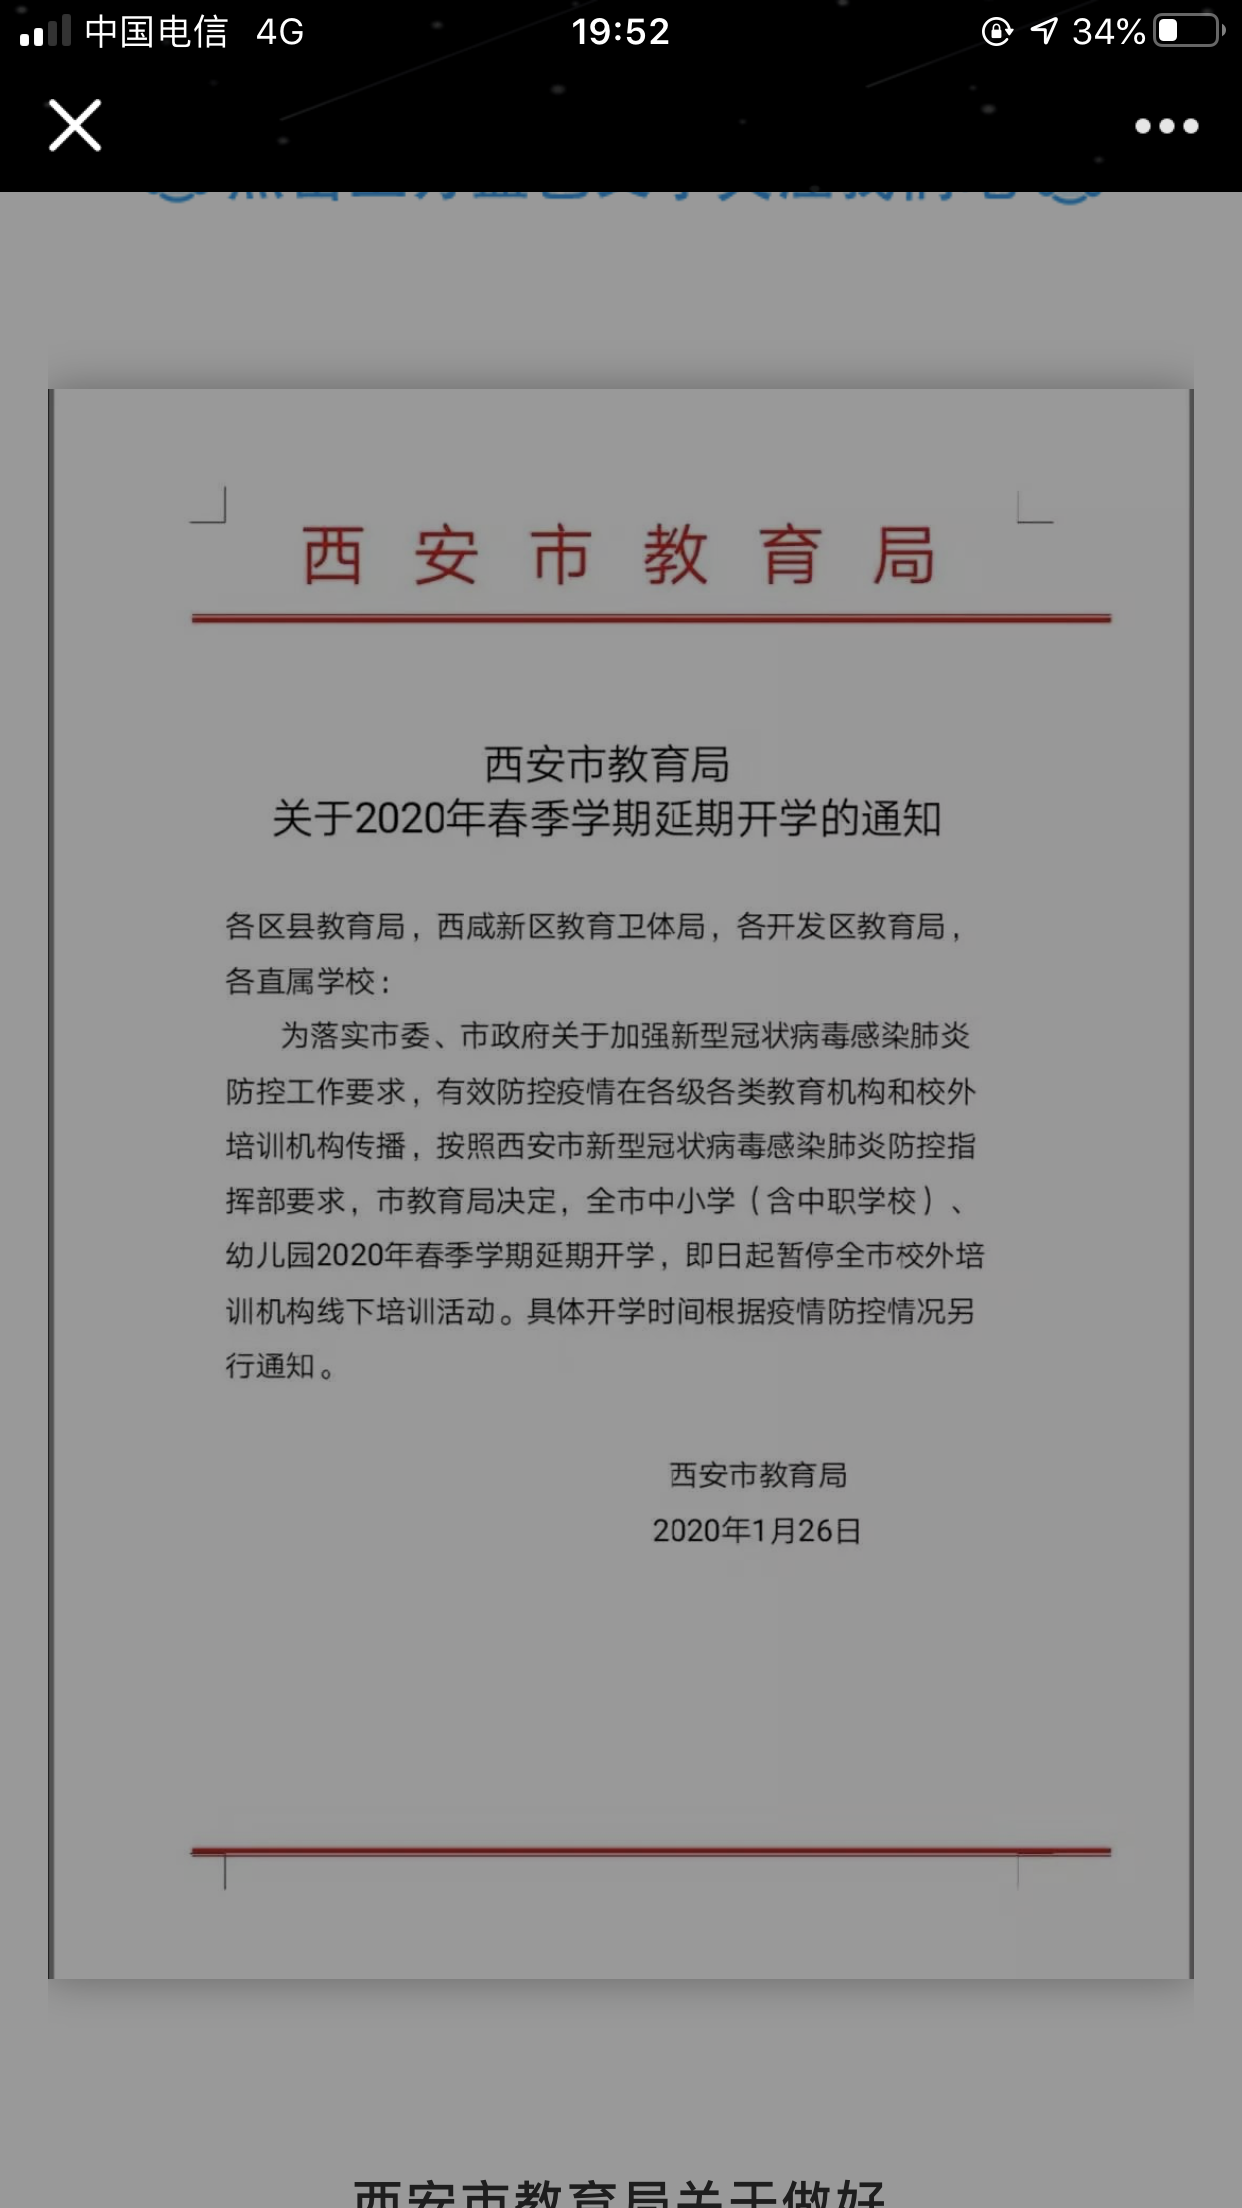 中国电信 4G 19:52 34%
西安市教育局
西安市教育局
关于2020年春季学期延期开学的通知
各区县教育局，西咸新区教育卫体局，各开发区教育局，
各直属学校：
为落实市委、市政府关于加强新型冠状病毒感染肺炎
防控工作要求，有效防控疫情在各级各类教育机构和校外
培训机构传播，按照西安市新型冠状病毒感染肺炎防控指
挥部要求，市教育局决定，全市中小学（含中职学校）、
幼儿园2020年春季学期延期开学，即日起暂停全市校外培
训机构线下培训活动。具体开学时间根据疫情防控情况另
行通知。
西安市教育局
2020年1月26日
西安市教育局关于做好